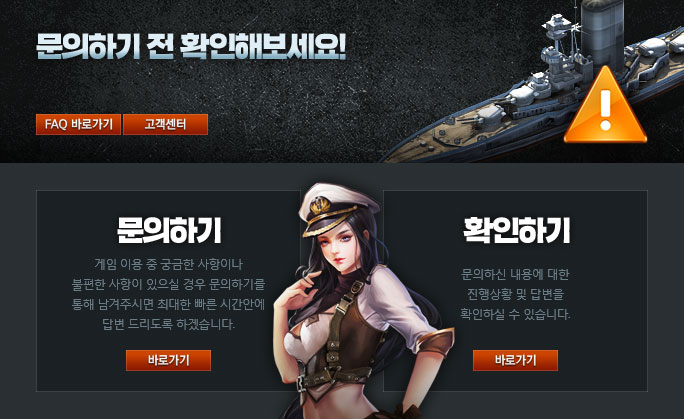 문의하기 전 확인해보세요!
FAQ 바로가기
고객센터
문의하기
게임 이용 중 궁금한 사항이나
불편한 사항이 있으실 경우 문의하기를
통해 남겨주시면 최대한 빠른 시간안에
답변 드리도록 하겠습니다.
바로가기
확인하기
문의하신 내용에 대한
진행상황 및 답변을
확인하실 수 있습니다.
바로가기